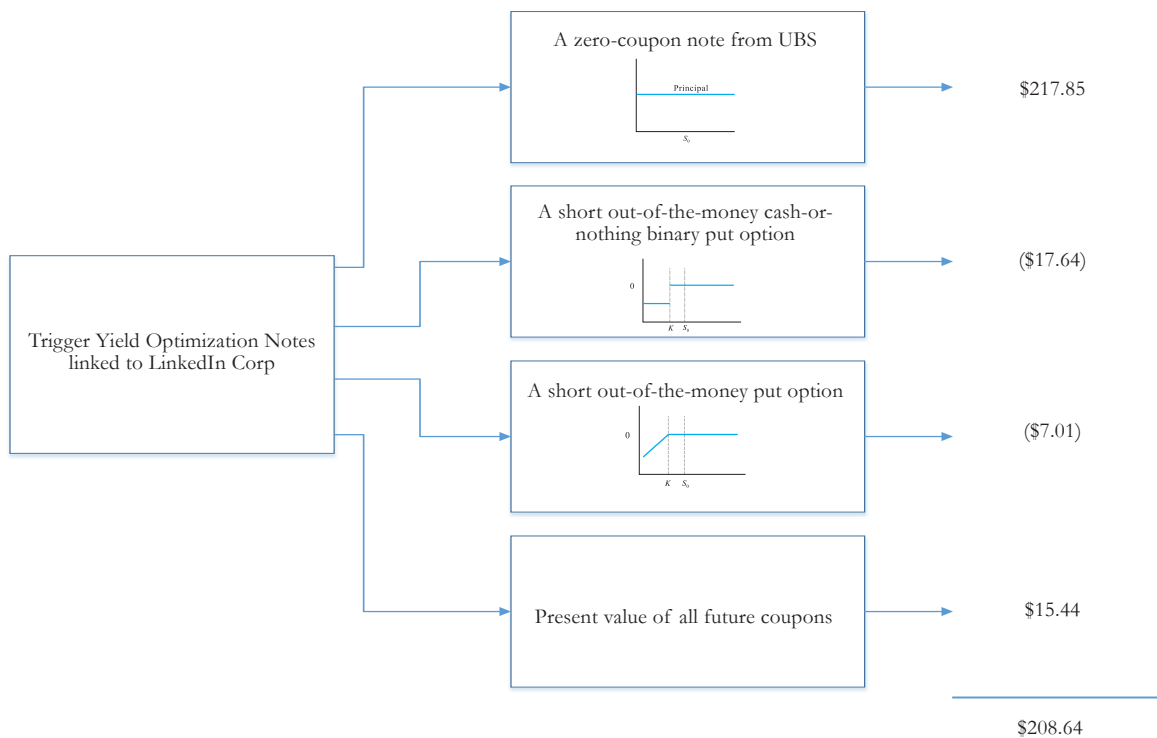 A zero-coupon note from UBS
Principal
S₀
$217.85
A short out-of-the-money cash-or-
nothing binary put option
0
K S₀
($17.64)
Trigger Yield Optimization Notes
linked to LinkedIn Corp
A short out-of-the-money put option
0
K S₀
($7.01)
Present value of all future coupons
$15.44
$208.64